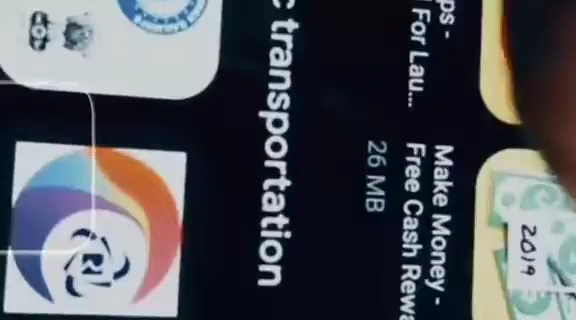 ps -
For Lau...
Make Money -
Free Cash Rewa
26 MB
2019
c transportation